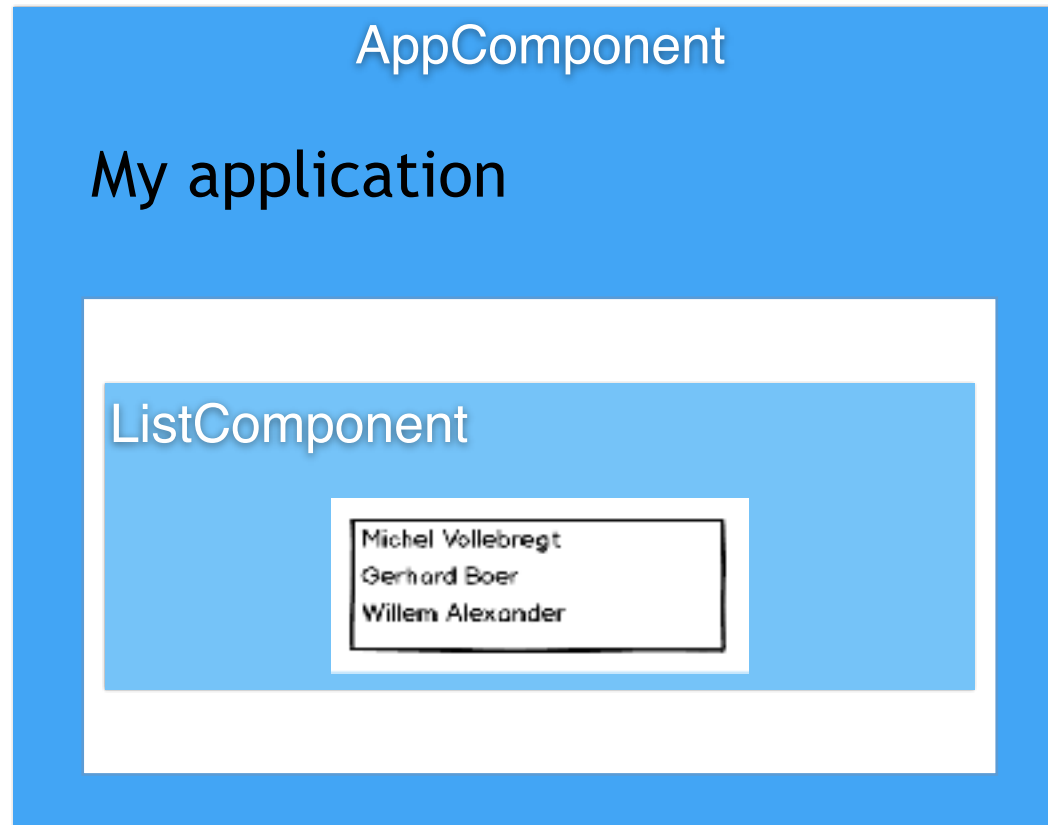 AppComponent
My application
ListComponent
Michel Vollebregt
Gerhard Boer
Willem Alexander